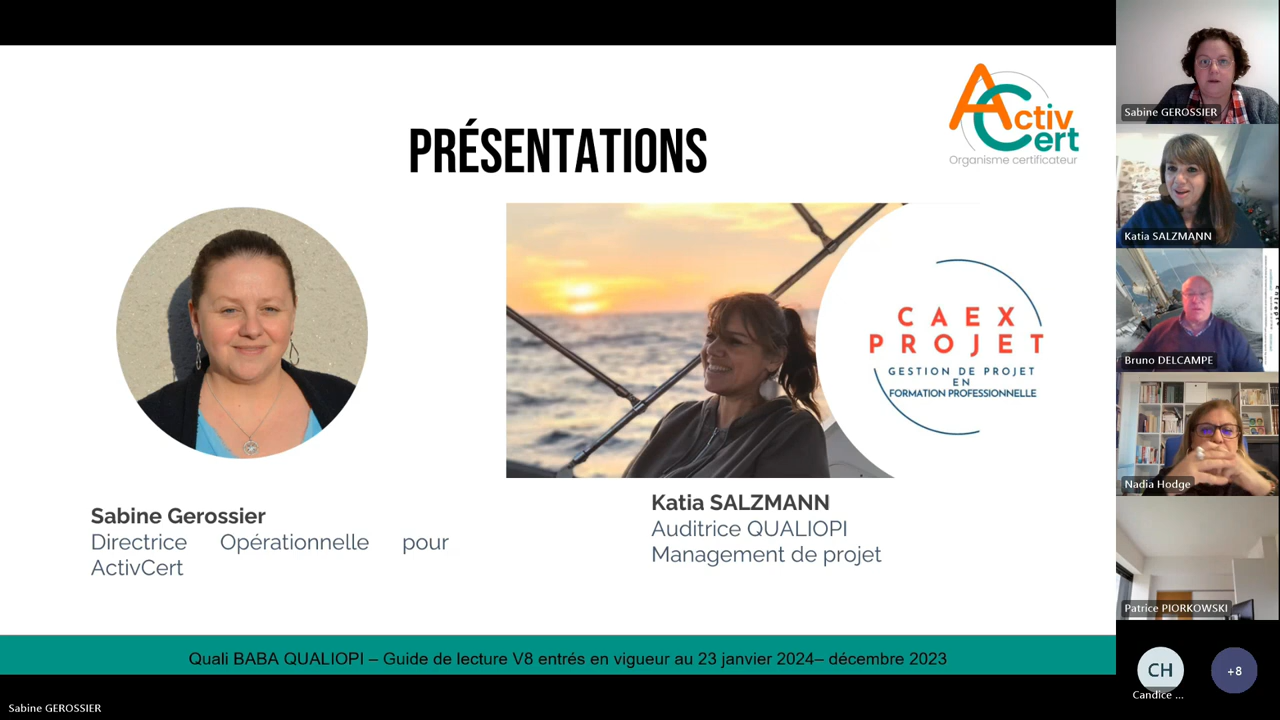 PRÉSENTATIONS
Activ
Cert
Organisme certificateur
CAEX
PROJET
GESTION DE PROJET
EN
FORMATION PROFESSIONNELLE
Sabine Gerossier
Directrice Opérationnelle pour
ActivCert
Katia SALZMANN
Auditrice QUALIOPI
Management de projet
Quali BABA QUALIOPI – Guide de lecture V8 entrés en vigueur au 23 janvier 2024– décembre 2023
Sabine GEROSSIER
Sabine GEROSSIER
Katia SALZMANN
Bruno DELCAMPE
Nadia Hodge
Patrice PIORKOWSKI
CH
+8
Candice ...